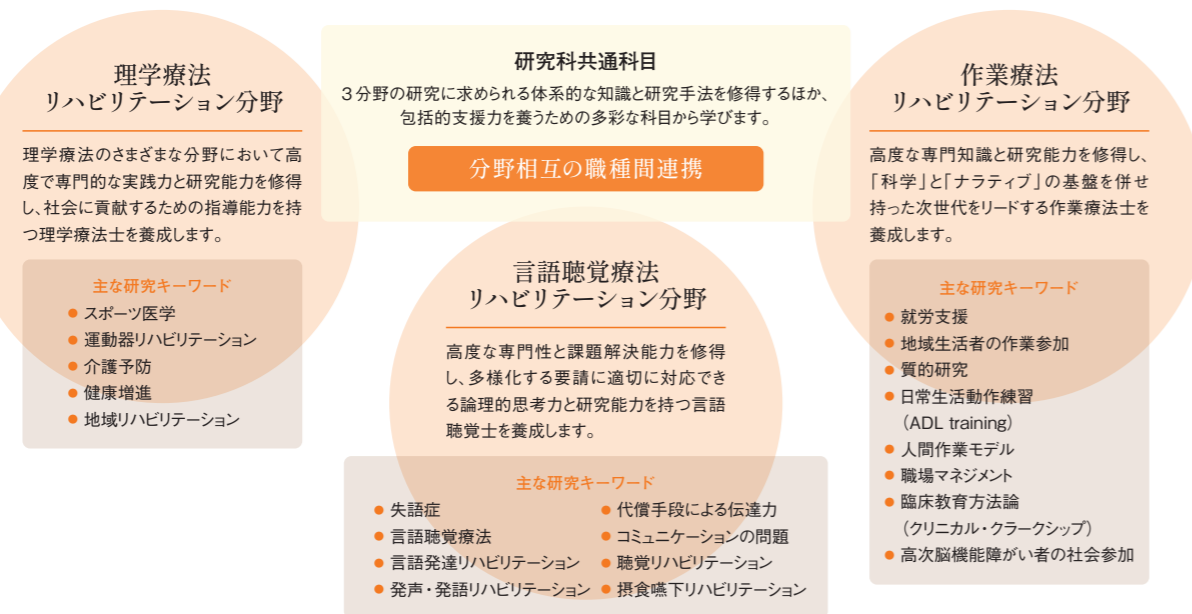 理学療法
リハビリテーション分野
理学療法のさまざまな分野において高
度で専門的な実践力と研究能力を修得
し、社会に貢献するための指導能力を持
つ理学療法士を養成します。
主な研究キーワード
● スポーツ医学
● 運動器リハビリテーション
● 介護予防
● 健康増進
● 地域リハビリテーション
研究科共通科目
3分野の研究に求められる体系的な知識と研究手法を修得するほか、
包括的支援力を養うための多彩な科目から学びます。
分野相互の職種間連携
言語聴覚療法
リハビリテーション分野
高度な専門性と課題解決能力を修得
し、多様化する要請に適切に対応でき
る論理的思考力と研究能力を持つ言語
聴覚士を養成します。
主な研究キーワード
● 失語症
● 言語聴覚療法
● 言語発達リハビリテーション
● 発声・発語リハビリテーション
● 代償手段による伝達力
● コミュニケーションの問題
● 聴覚リハビリテーション
● 摂食嚥下リハビリテーション
作業療法
リハビリテーション分野
高度な専門知識と研究能力を修得し、
「科学」と「ナラティブ」の基盤を併せ
持った次世代をリードする作業療法士を
養成します。
主な研究キーワード
● 就労支援
● 地域生活者の作業参加
● 質的研究
● 日常生活動作練習
（ADL training）
● 人間作業モデル
● 職場マネジメント
● 臨床教育方法論
（クリニカル・クラークシップ）
● 高次脳機能障がい者の社会参加